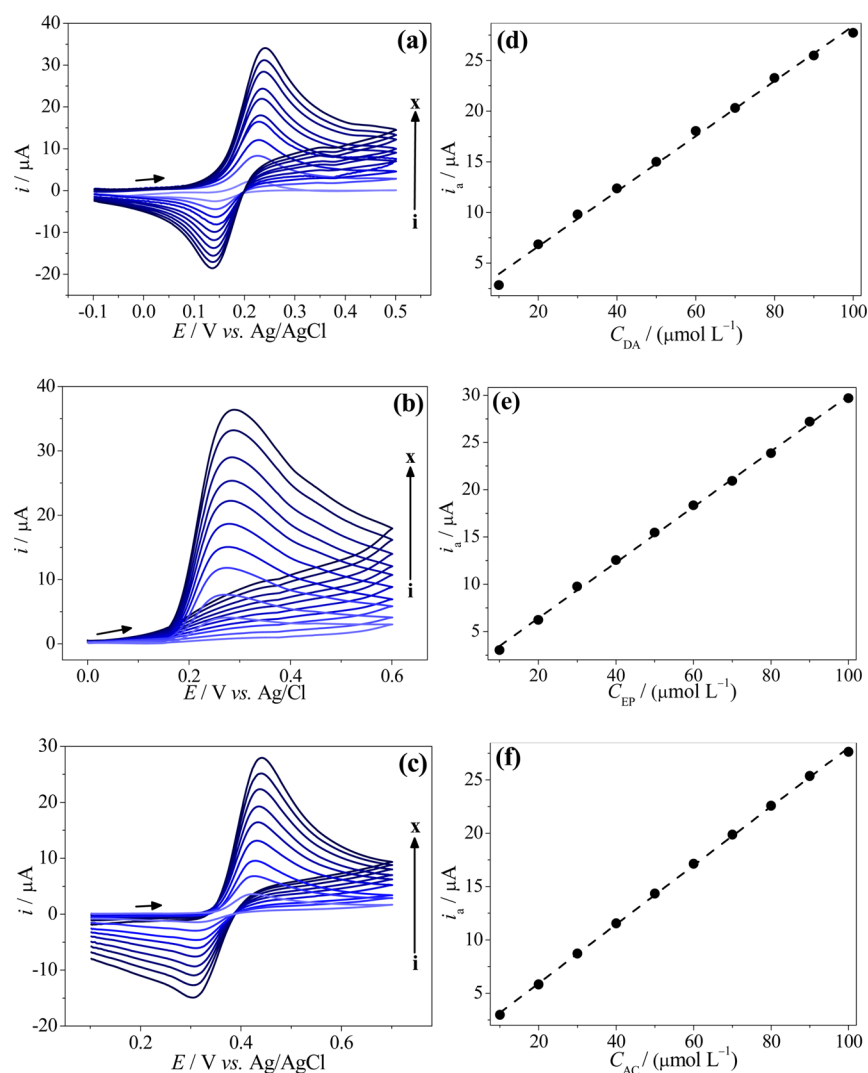 (a)
40
30
20
10
0
-10
-20
i / µA
x
i
-0.1 0.0 0.1 0.2 0.3 0.4 0.5
E / V vs. Ag/AgCl
(d)
25
20
15
10
5
iₐ / µA
20 40 60 80 100
C_DA / (µmol L⁻¹)
(b)
40
30
20
10
0
i / µA
x
i
0.0 0.2 0.4 0.6
E / V vs. Ag/Cl
(e)
30
25
20
15
10
5
iₐ / µA
20 40 60 80 100
C_EP / (µmol L⁻¹)
(c)
30
20
10
0
-10
-20
i / µA
x
i
0.2 0.4 0.6
E / V vs. Ag/AgCl
(f)
25
20
15
10
5
iₐ / µA
20 40 60 80 100
C_AC / (µmol L⁻¹)